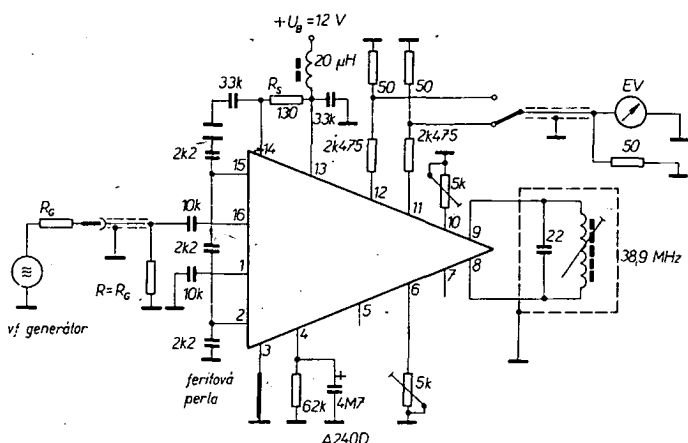 +U_B=12 V
20 µH
33k
R_S
130
33k
50
50
EV
2k475
2k475
50
2k2
14
13
15
12
11
5k
10
R_G
10k
16
9
22
38,9 MHz
2k2
R=R_G
1
8
10k
7
vf generátor
2
6
5
2k2
3
4
feritová
perla
62k
4M7
+
5k
A240D